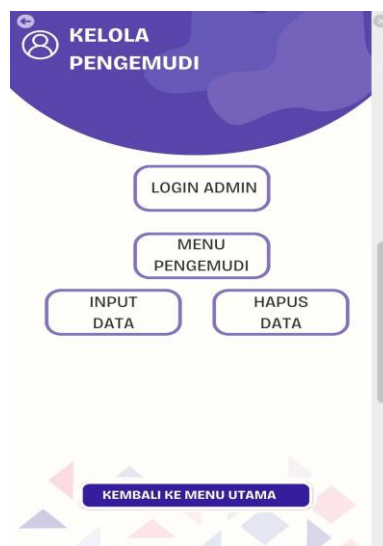 KELOLA
PENGEMUDI
LOGIN ADMIN
MENU
PENGEMUDI
INPUT
DATA
HAPUS
DATA
KEMBALI KE MENU UTAMA